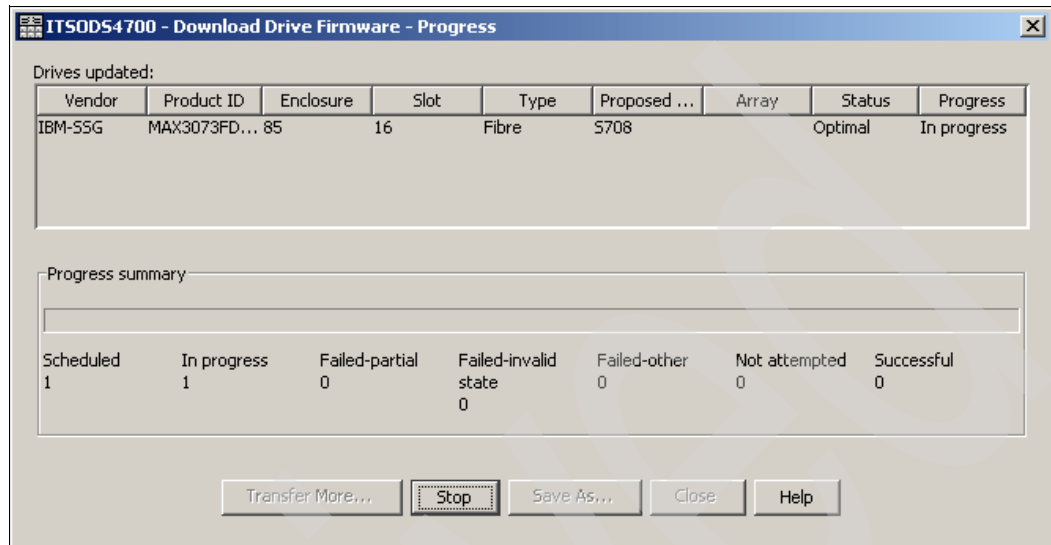 ITSODS4700 - Download Drive Firmware - Progress
Drives updated:
Vendor Product ID Enclosure Slot Type Proposed ... Array Status Progress
IBM-SSG MAX3073FD... 85 16 Fibre S708 Optimal In progress
Progress summary
Scheduled In progress Failed-partial Failed-invalid state Failed-other Not attempted Successful
1 1 0 0 0 0 0
Transfer More... Stop Save As... Close Help